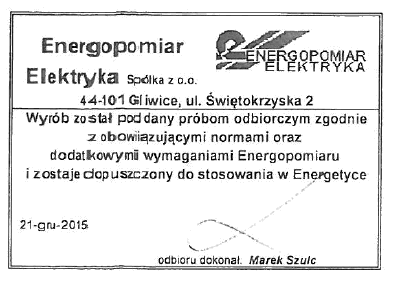 Energopomiar
Elektryka Spółka z o.o.
ENERGOPOMIAR
ELEKTRYKA
44-101 Gliwice, ul. Świętokrzyska 2
Wyrób został poddany próbom odbiorczym zgodnie
z obowiązującymi normami oraz
dodatkowymi wymaganiami Energopomiaru
i zostaje dopuszczony do stosowania w Energetyce
21-gru-2015
odbioru dokonał: Marek Szulc